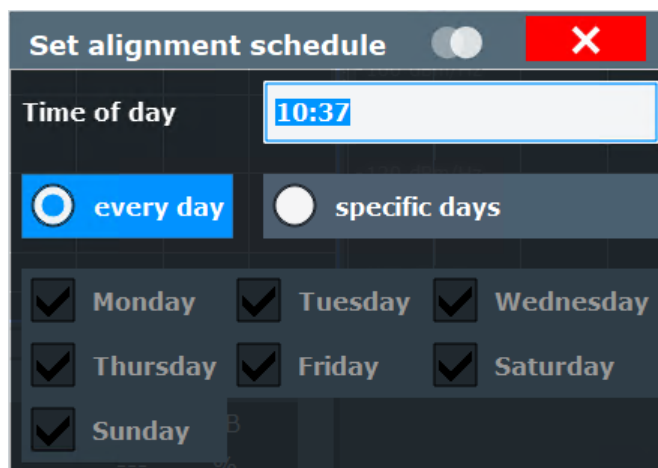 Set alignment schedule
Time of day 10:37
every day specific days
Monday Tuesday Wednesday
Thursday Friday Saturday
Sunday B
--- %